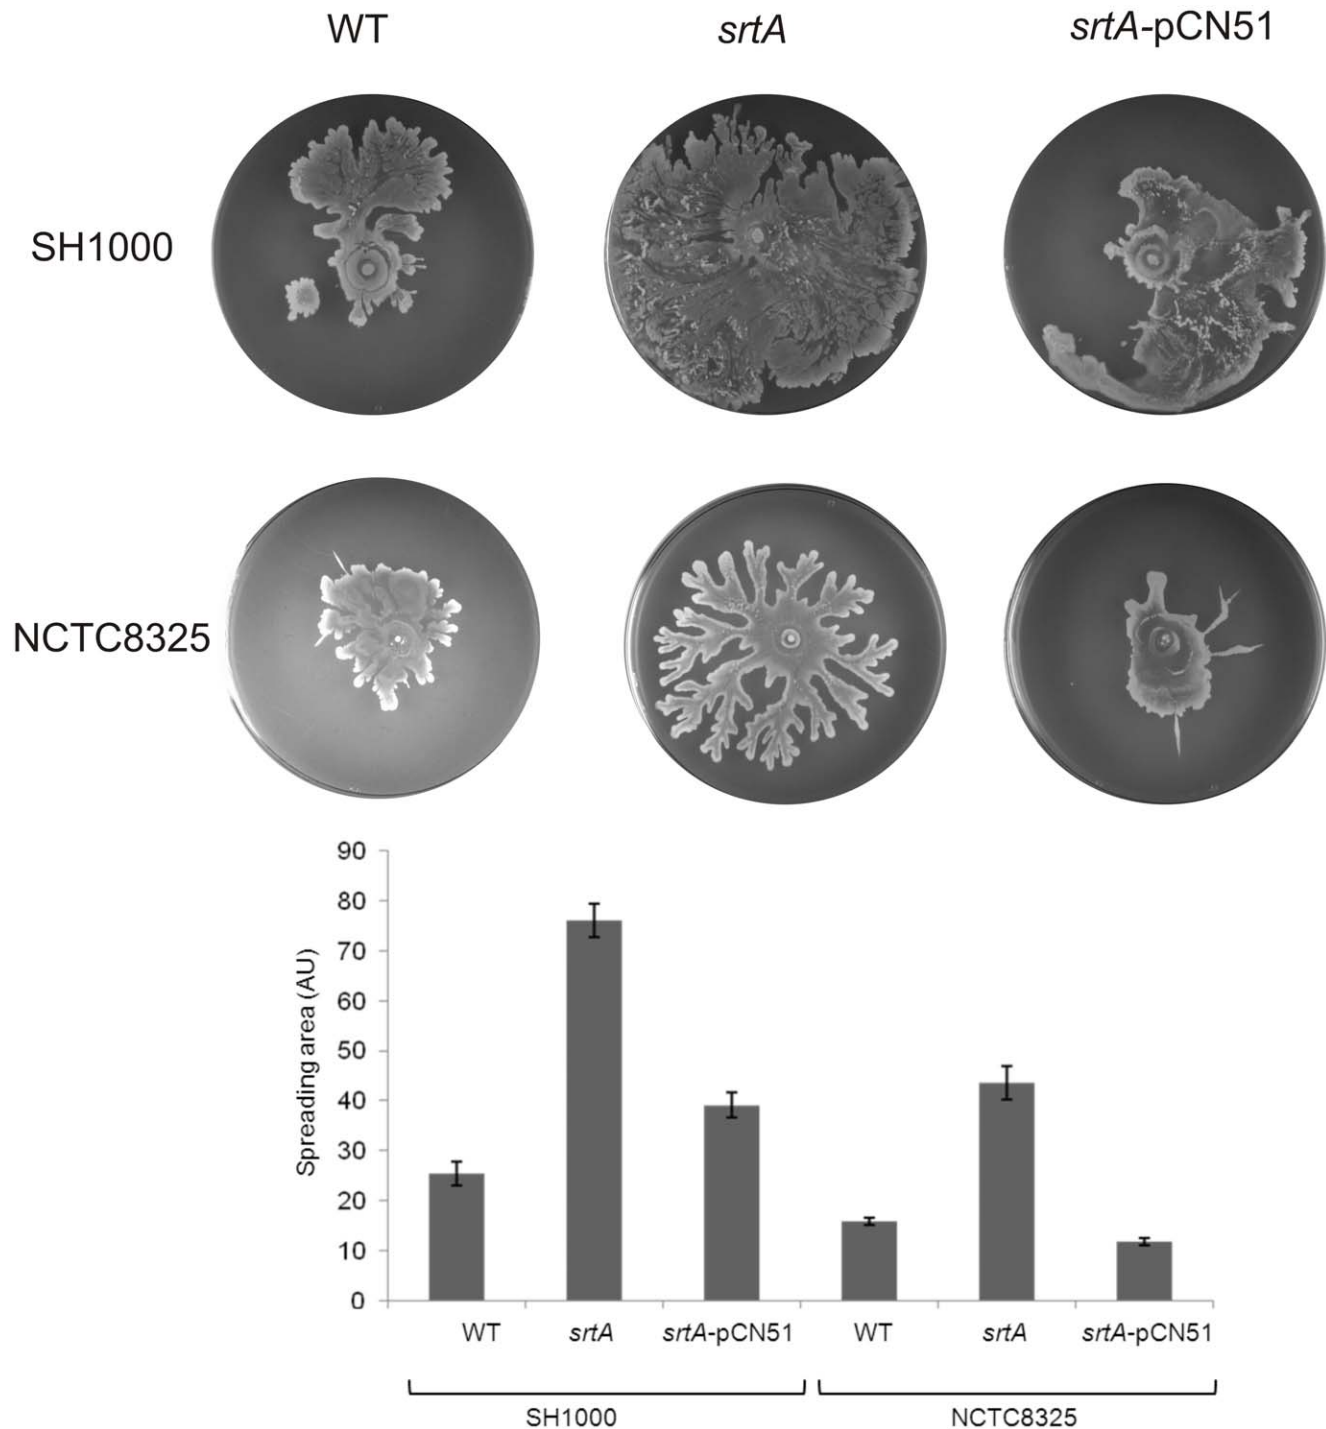 WT srtA srtA-pCN51
SH1000
NCTC8325
90
80
70
60
50
40
30
20
10
0
Spreading area (AU)
WT srtA srtA-pCN51 WT srtA srtA-pCN51
SH1000 NCTC8325